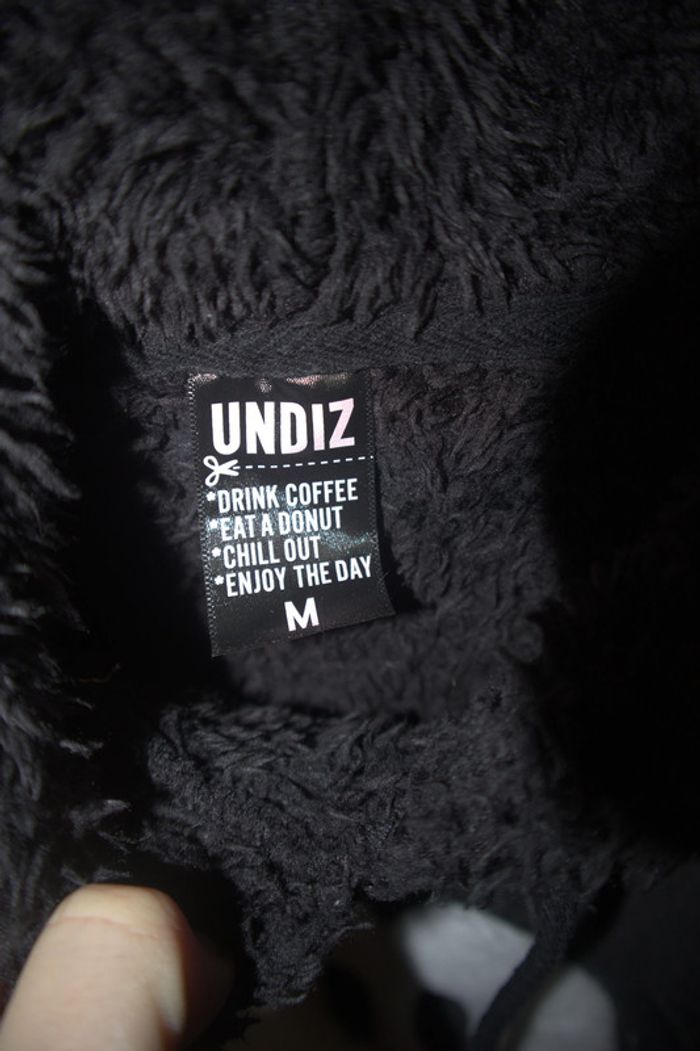 UNDIZ
*DRINK COFFEE
*EAT A DONUT
*CHILL OUT
*ENJOY THE DAY
M